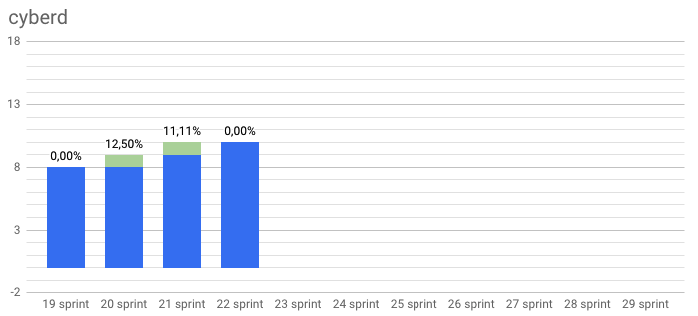 cyberd
18
13
8
3
-2
0,00%
12,50%
11,11%
0,00%
19 sprint
20 sprint
21 sprint
22 sprint
23 sprint
24 sprint
25 sprint
26 sprint
27 sprint
28 sprint
29 sprint